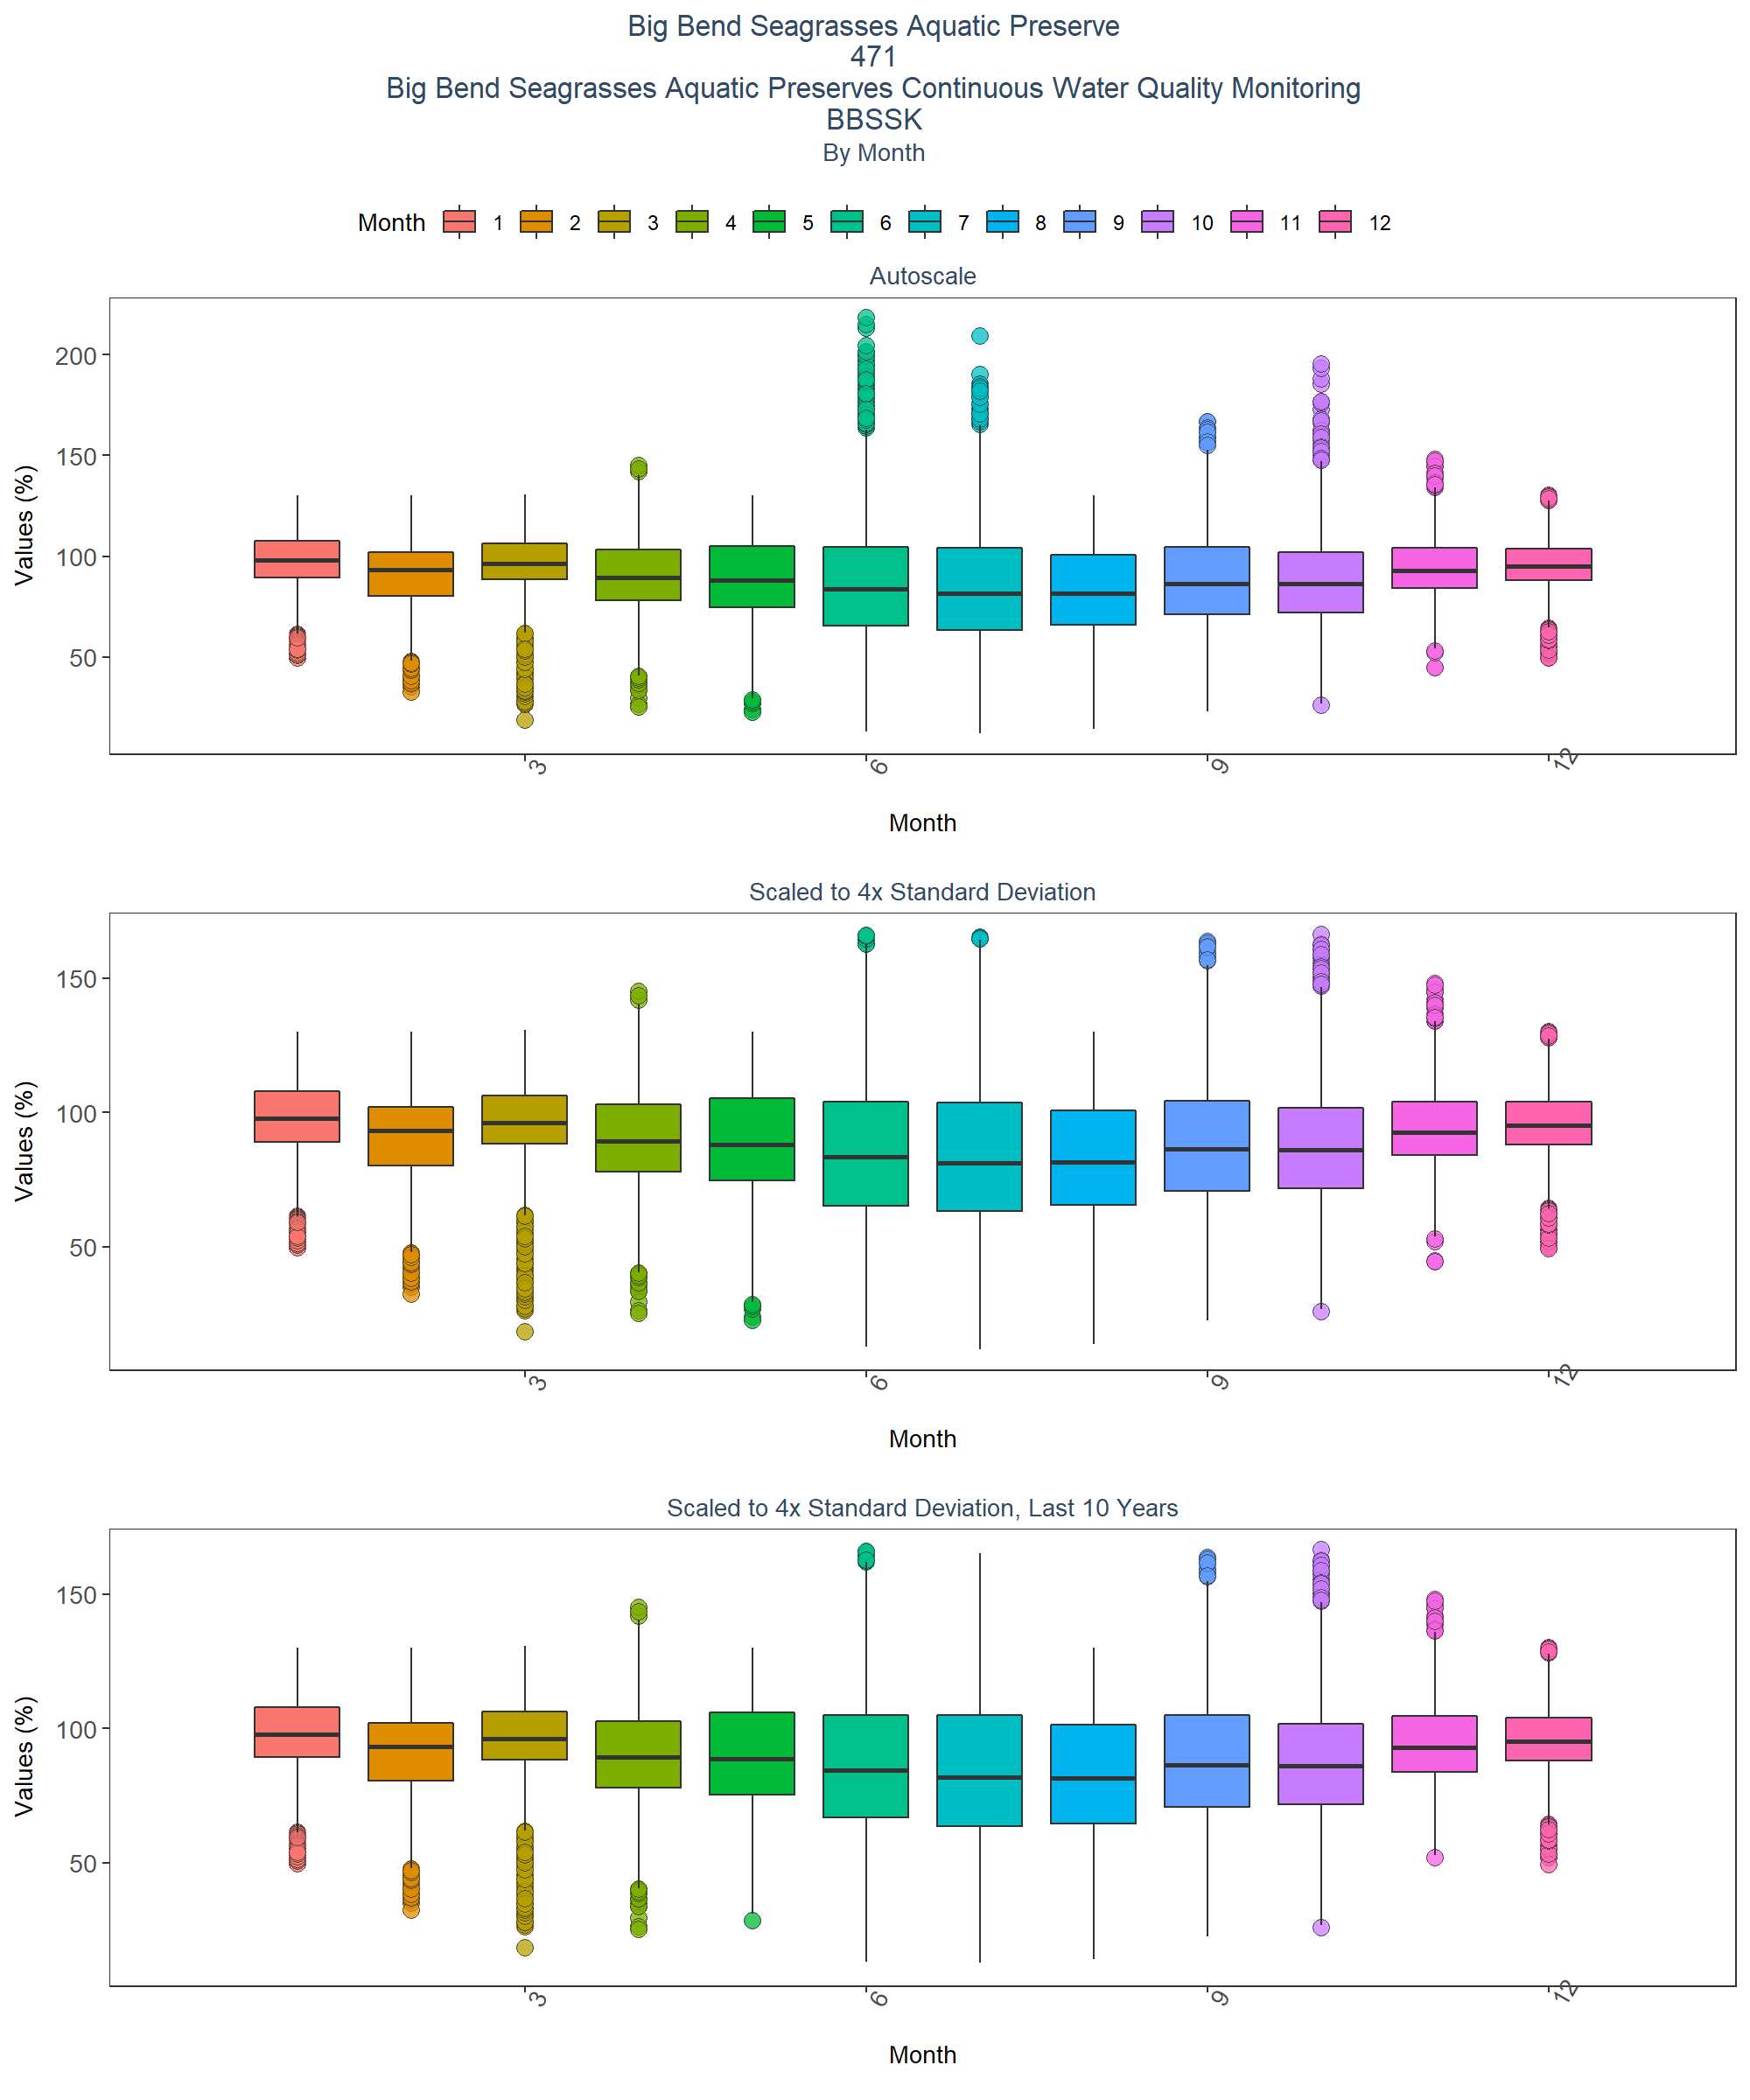 Big Bend Seagrasses Aquatic Preserve
471
Big Bend Seagrasses Aquatic Preserves Continuous Water Quality Monitoring
BBSSK
By Month
Month 1 2 3 4 5 6 7 8 9 10 11 12
Autoscale
Values (%)
200
150
100
50
3 6 9 12
Month
Scaled to 4x Standard Deviation
Values (%)
150
100
50
3 6 9 12
Month
Scaled to 4x Standard Deviation, Last 10 Years
Values (%)
150
100
50
3 6 9 12
Month